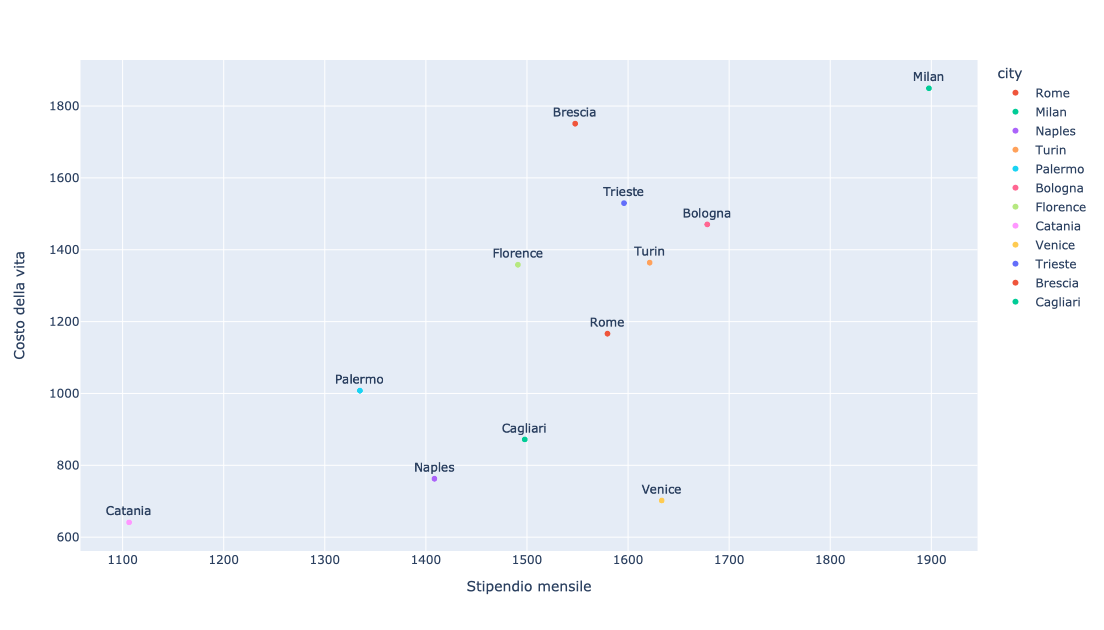 Milan
Brescia
Trieste
Bologna
Florence
Turin
Rome
Palermo
Cagliari
Naples
Venice
Catania
1800
1600
1400
1200
1000
800
600
1100
1200
1300
1400
1500
1600
1700
1800
1900
Costo della vita
Stipendio mensile
city
Rome
Milan
Naples
Turin
Palermo
Bologna
Florence
Catania
Venice
Trieste
Brescia
Cagliari